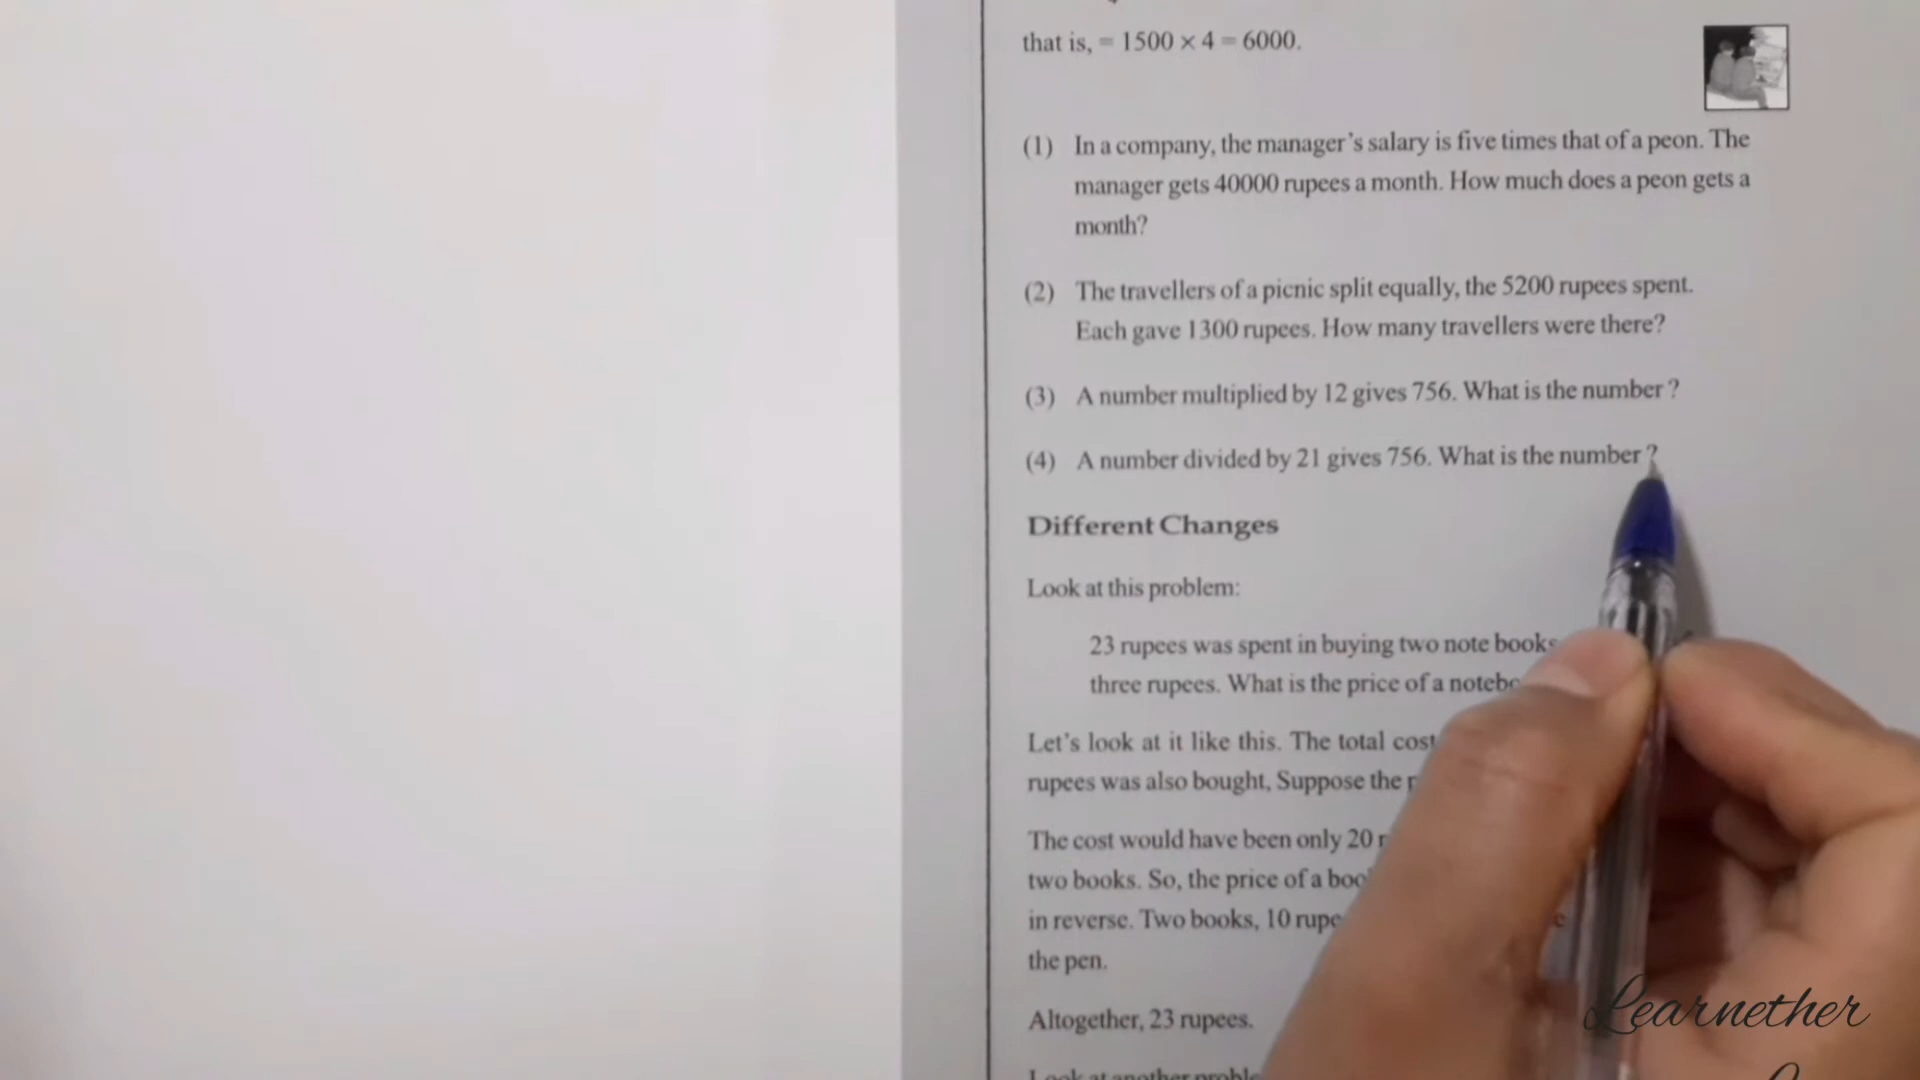 that is, = 1500 × 4 = 6000.
(1) In a company, the manager's salary is five times that of a peon. The
manager gets 40000 rupees a month. How much does a peon gets a
month?
(2) The travellers of a picnic split equally, the 5200 rupees spent.
Each gave 1300 rupees. How many travellers were there?
(3) A number multiplied by 12 gives 756. What is the number ?
(4) A number divided by 21 gives 756. What is the number ?
Different Changes
Look at this problem:
23 rupees was spent in buying two note books
three rupees. What is the price of a
Let's look at it like this. The total cost
rupees was also bought, Suppose the
The cost would have been only 20
two books. So, the price of a
in reverse. Two books, 10
the pen.
Altogether, 23 rupees.
Look at another
Learnether